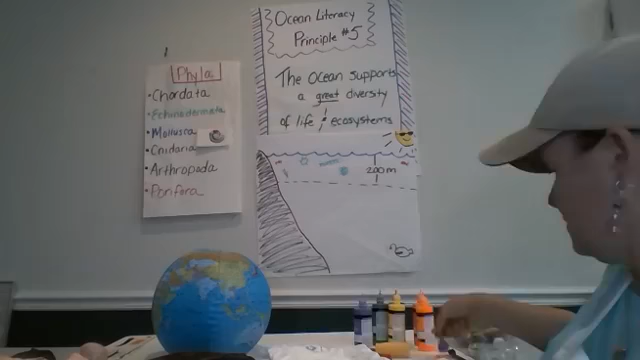 Phyla
• Chordata
• Echinodermata
• Mollusca
• Cnidaria
• Arthropoda
• Porifera
Ocean Literacy
Principle #5
The Ocean supports
a great diversity
of life & ecosystems
200m